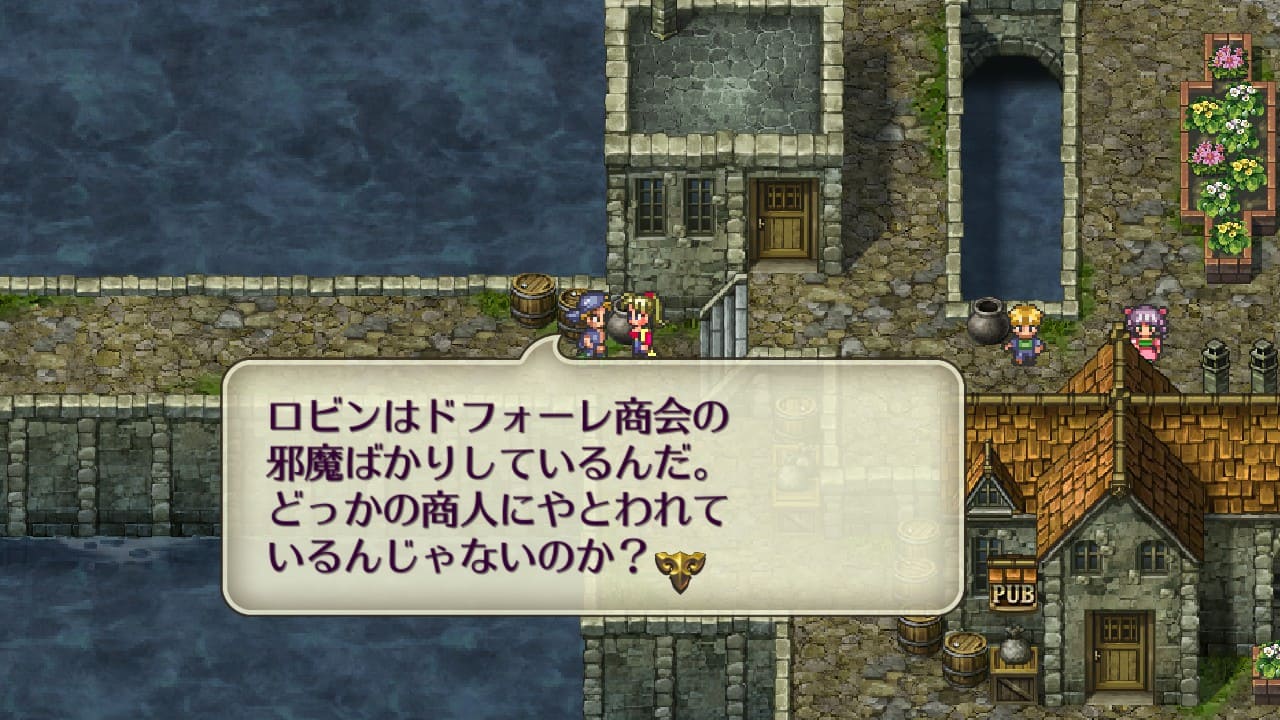 ロビンはドフォーレ商会の
邪魔ばかりしているんだ。
どっかの商人にやとわれて
いるんじゃないのか？
PUB